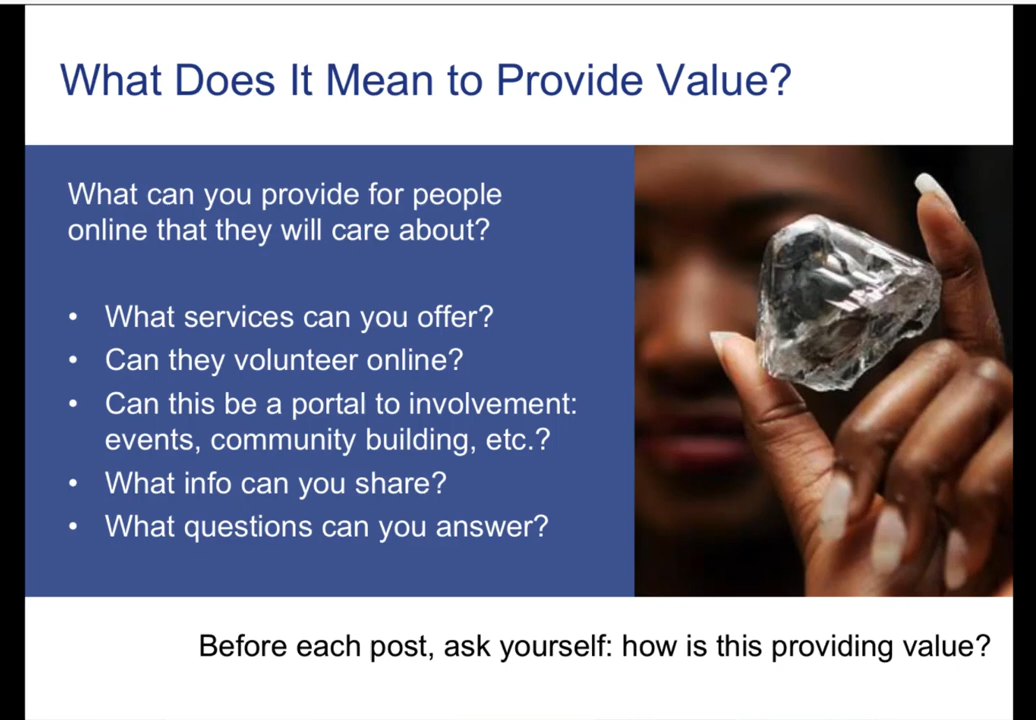 What Does It Mean to Provide Value?
What can you provide for people
online that they will care about?
• What services can you offer?
• Can they volunteer online?
• Can this be a portal to involvement:
events, community building, etc.?
• What info can you share?
• What questions can you answer?
Before each post, ask yourself: how is this providing value?